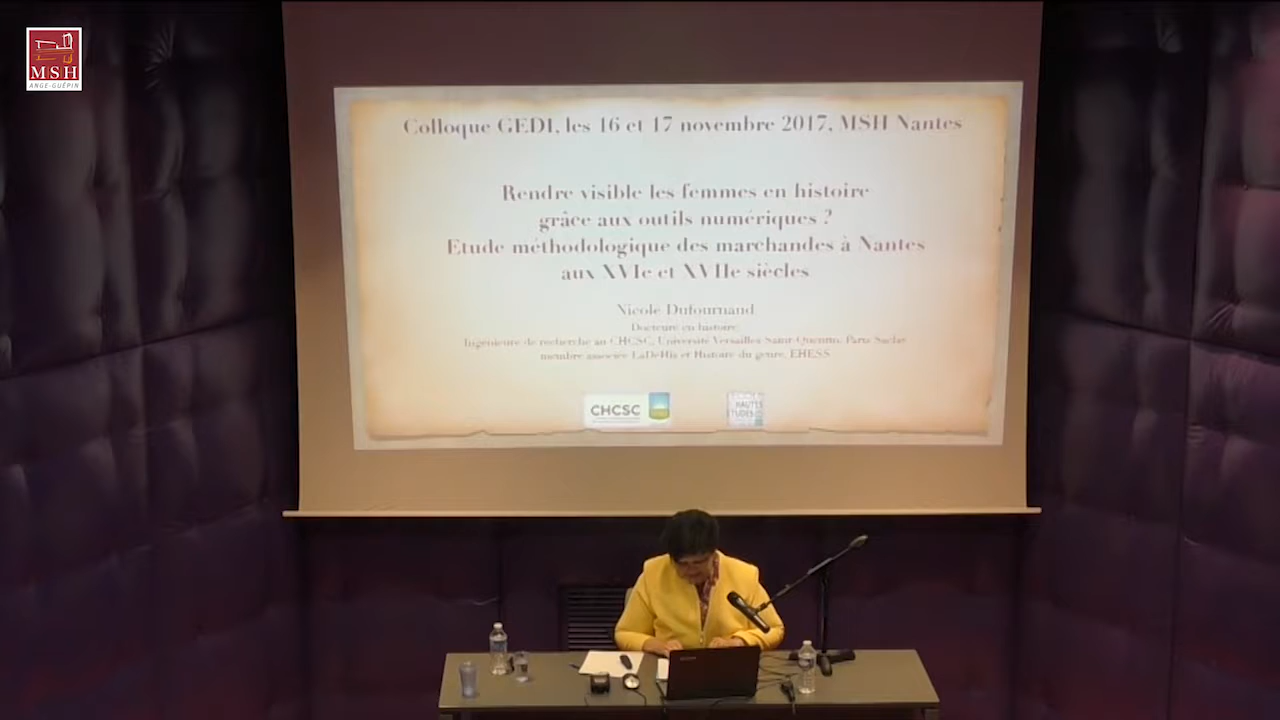 MSH
ANGE-GUÉPIN
Colloque GEDI, les 16 et 17 novembre 2017, MSH Nantes
Rendre visible les femmes en histoire
grâce aux outils numériques ?
Etude méthodologique des marchandes à Nantes
aux XVIe et XVIIe siècles
Nicole Dufournaud
Docteure en histoire
Ingénieure de recherche au CHCSC, Université Versailles Saint-Quentin, Paris Saclay
membre associée LaDéHis et Histoire du genre, EHESS
CHCSC
HAUTES
ETUDES